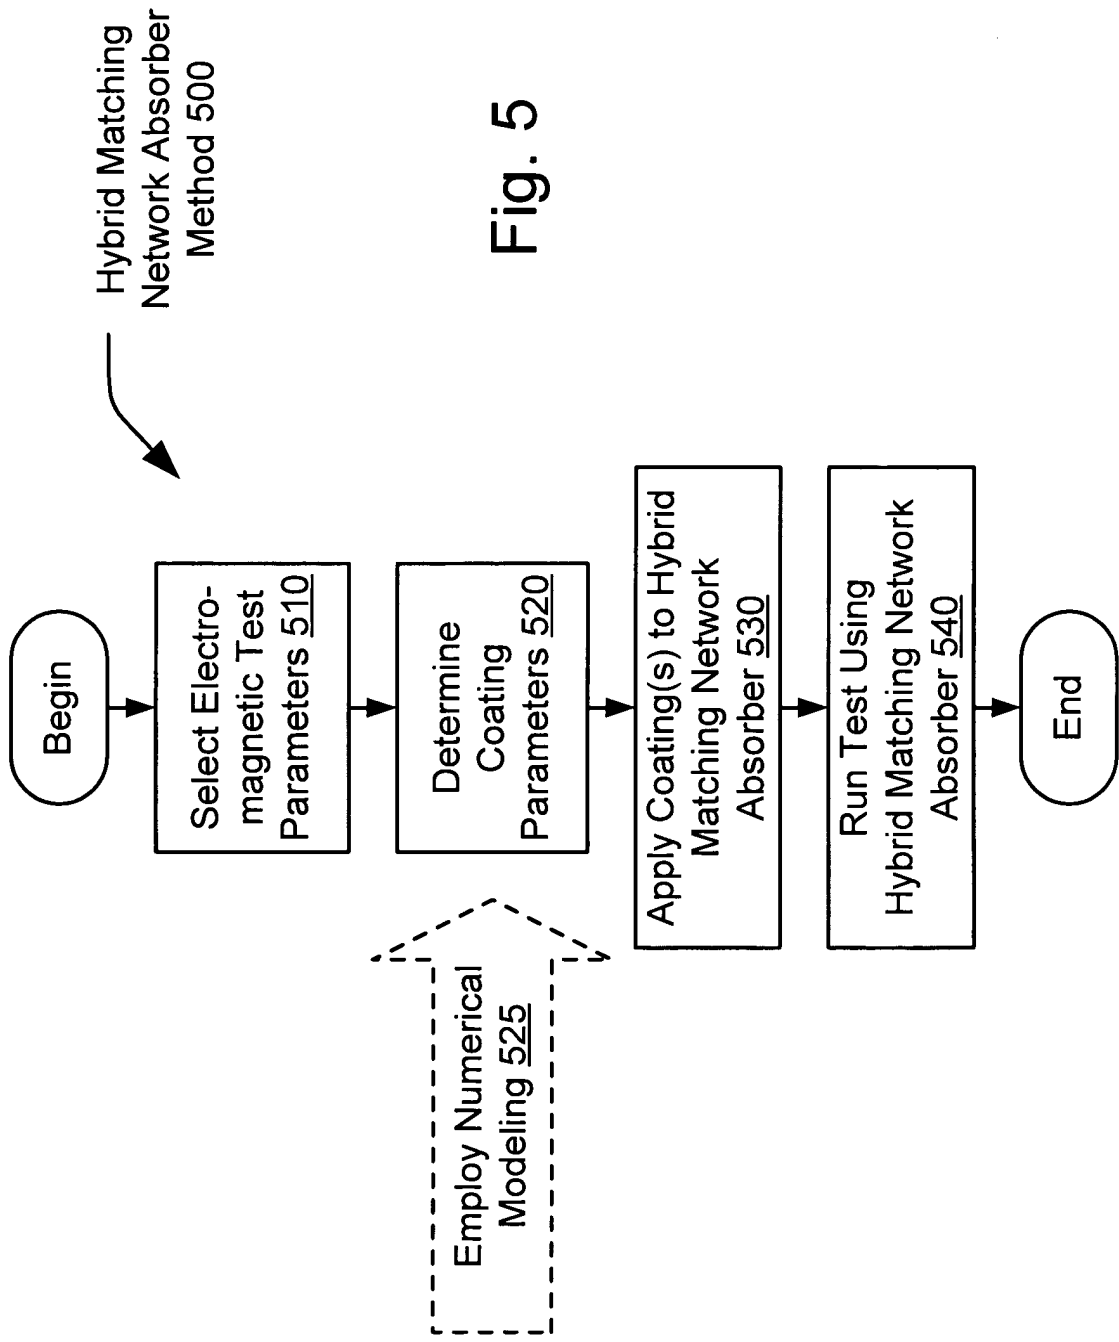 Hybrid Matching
Network Absorber
Method 500
Begin
Select Electro-
magnetic Test
Parameters 510
Determine
Coating
Parameters 520
Employ Numerical
Modeling 525
Apply Coating(s) to Hybrid
Matching Network
Absorber 530
Run Test Using
Hybrid Matching Network
Absorber 540
End
Fig. 5